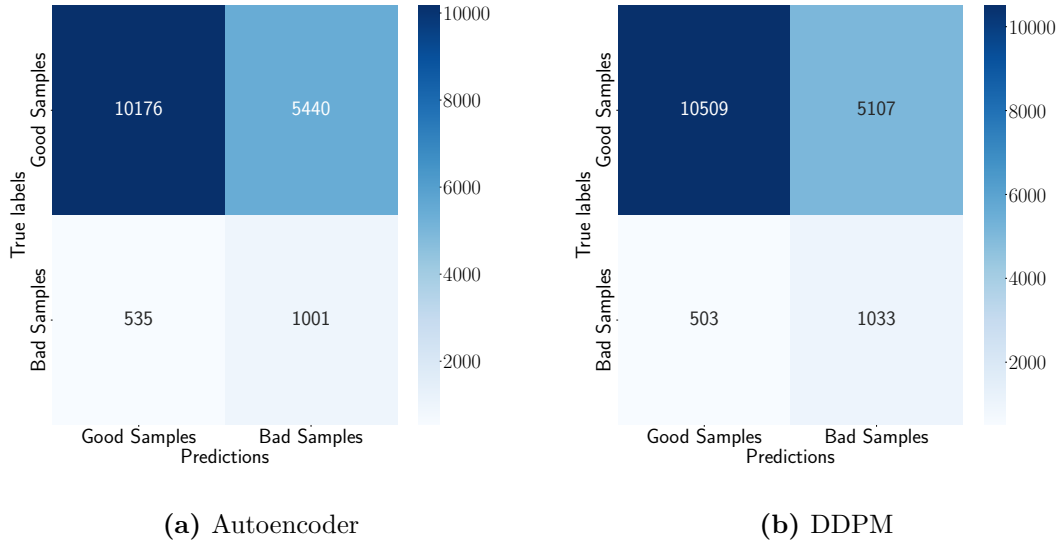 True labels
Good Samples
Bad Samples
10176
5440
535
1001
Good Samples
Bad Samples
Predictions
10000
8000
6000
4000
2000
(a) Autoencoder
True labels
Good Samples
Bad Samples
10509
5107
503
1033
Good Samples
Bad Samples
Predictions
10000
8000
6000
4000
2000
(b) DDPM